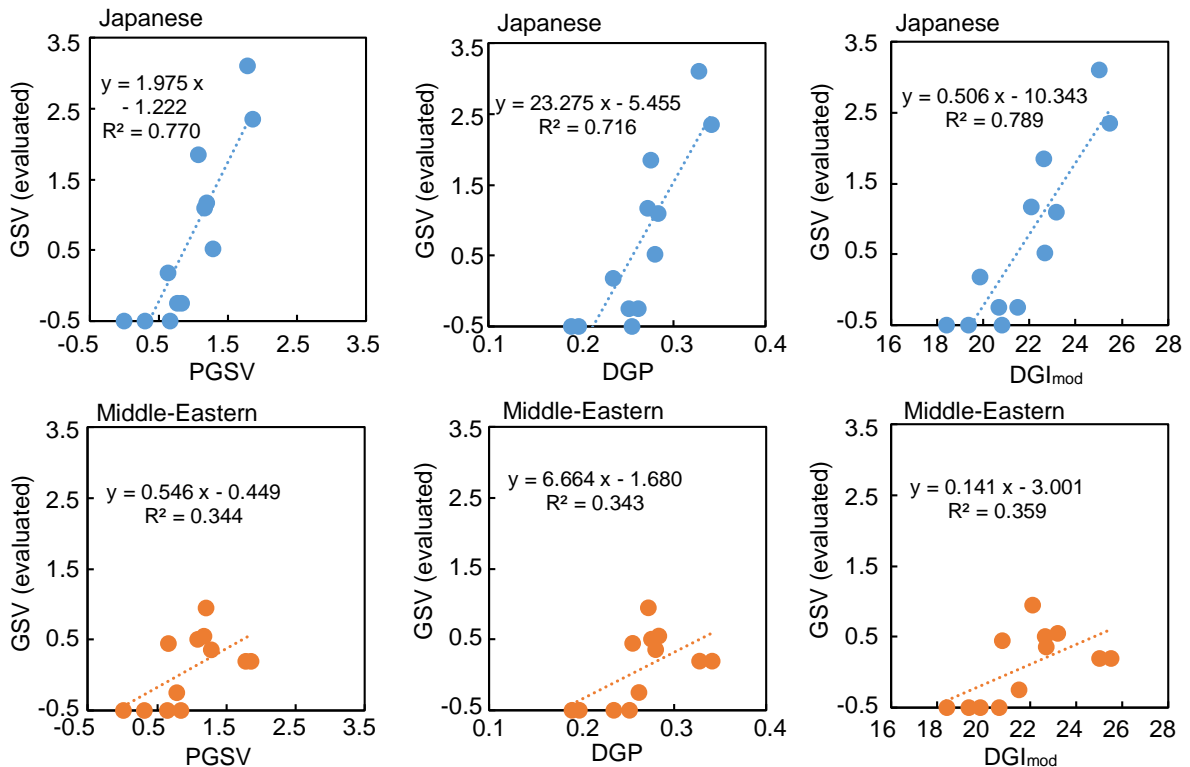 Japanese
3.5
2.5
1.5
0.5
-0.5
GSV (evaluated)
y = 1.975 x
- 1.222
R² = 0.770
-0.5
0.5
1.5
2.5
3.5
PGSV
Japanese
3.5
2.5
1.5
0.5
-0.5
GSV (evaluated)
y = 23.275 x - 5.455
R² = 0.716
0.1
0.2
0.3
0.4
DGP
Japanese
3.5
2.5
1.5
0.5
-0.5
GSV (evaluated)
y = 0.506 x - 10.343
R² = 0.789
16
18
20
22
24
26
28
DGImod
Middle-Eastern
3.5
2.5
1.5
0.5
-0.5
GSV (evaluated)
y = 0.546 x - 0.449
R² = 0.344
-0.5
0.5
1.5
2.5
3.5
PGSV
Middle-Eastern
3.5
2.5
1.5
0.5
-0.5
GSV (evaluated)
y = 6.664 x - 1.680
R² = 0.343
0.1
0.2
0.3
0.4
DGP
Middle-Eastern
3.5
2.5
1.5
0.5
-0.5
GSV (evaluated)
y = 0.141 x - 3.001
R² = 0.359
16
18
20
22
24
26
28
DGImod